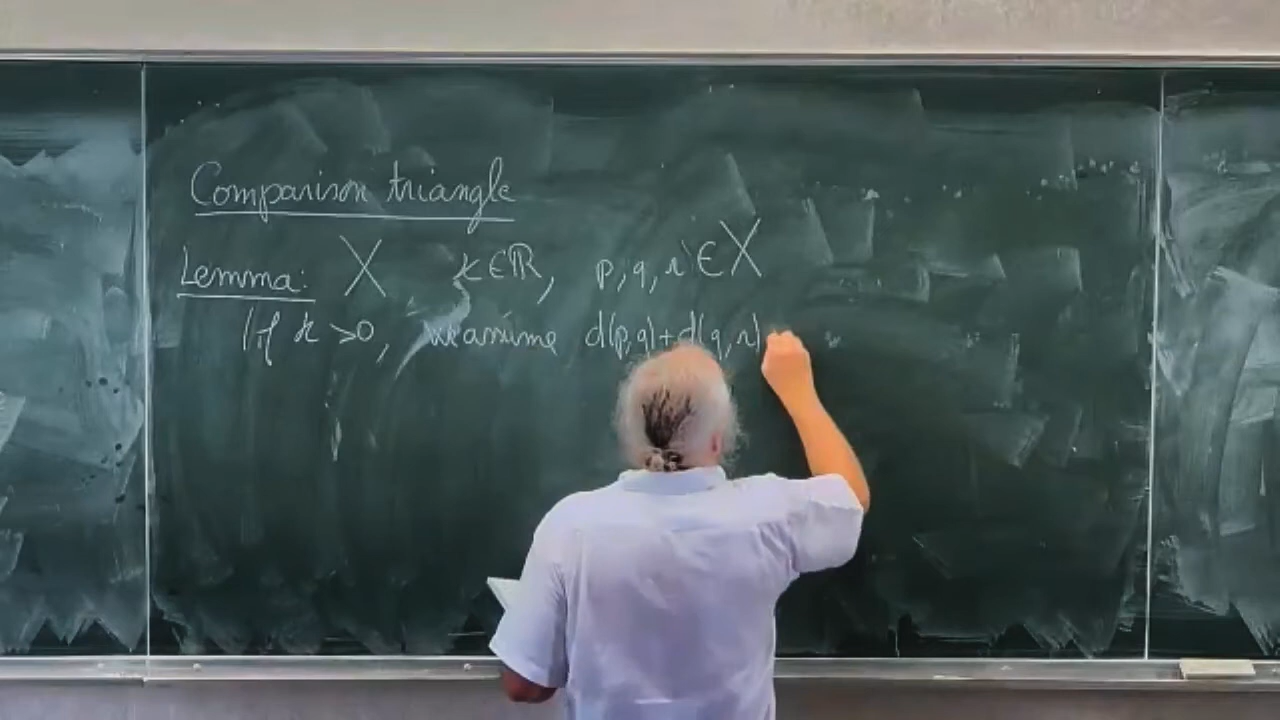 Comparison triangle
Lemma: X k∈ℝ, p,q,r∈X
If k>0, we assume d(p,q)+d(q,r)